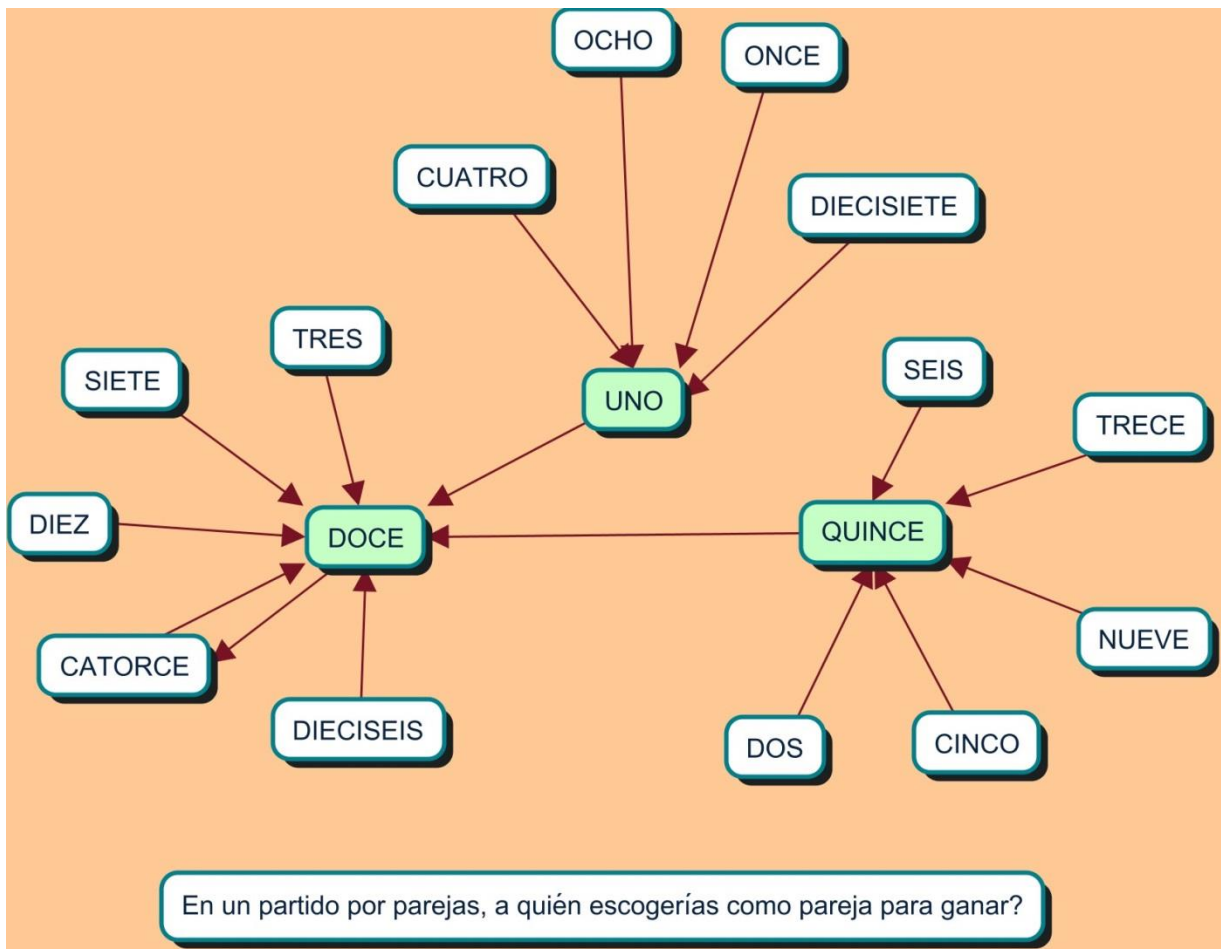 OCHO
ONCE
CUATRO
DIECISIETE
TRES
SIETE
SEIS
UNO
TRECE
DIEZ
DOCE
QUINCE
CATORCE
NUEVE
DIECISEIS
DOS
CINCO
En un partido por parejas, a quién escogerías como pareja para ganar?